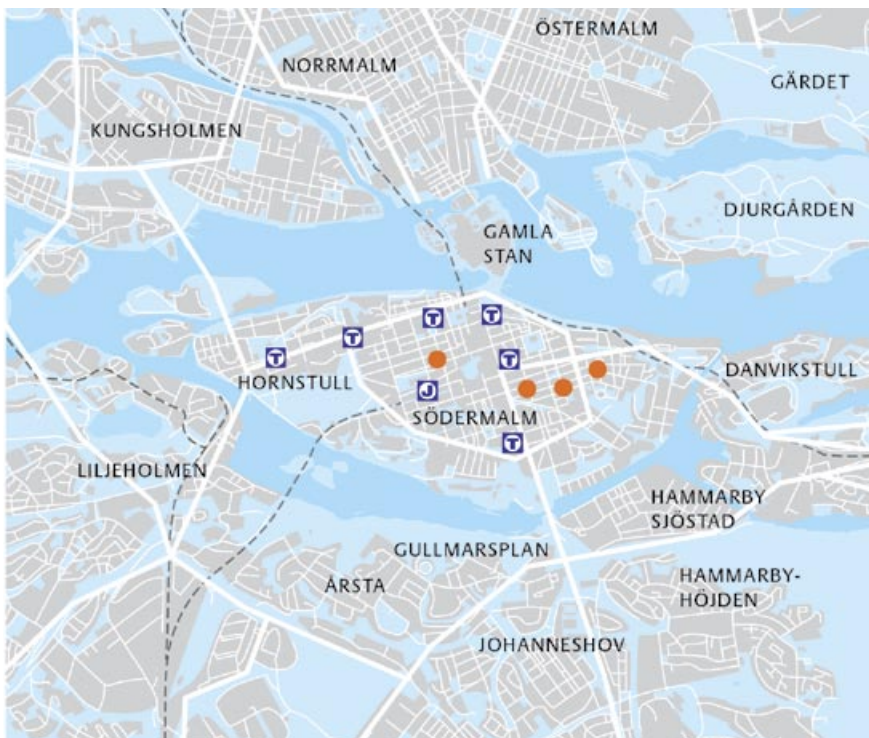 ÖSTERMALM
NORRMALM
GÄRDET
KUNGSHOLMEN
DJURGÅRDEN
GAMLA
STAN
T
T
T
T
T
HORNSTULL
DANVIKSTULL
J
SÖDERMALM
T
LILJEHOLMEN
HAMMARBY
SJÖSTAD
GULLMARSPLAN
ÅRSTA
HAMMARBY-
HÖJDEN
JOHANNESHOV